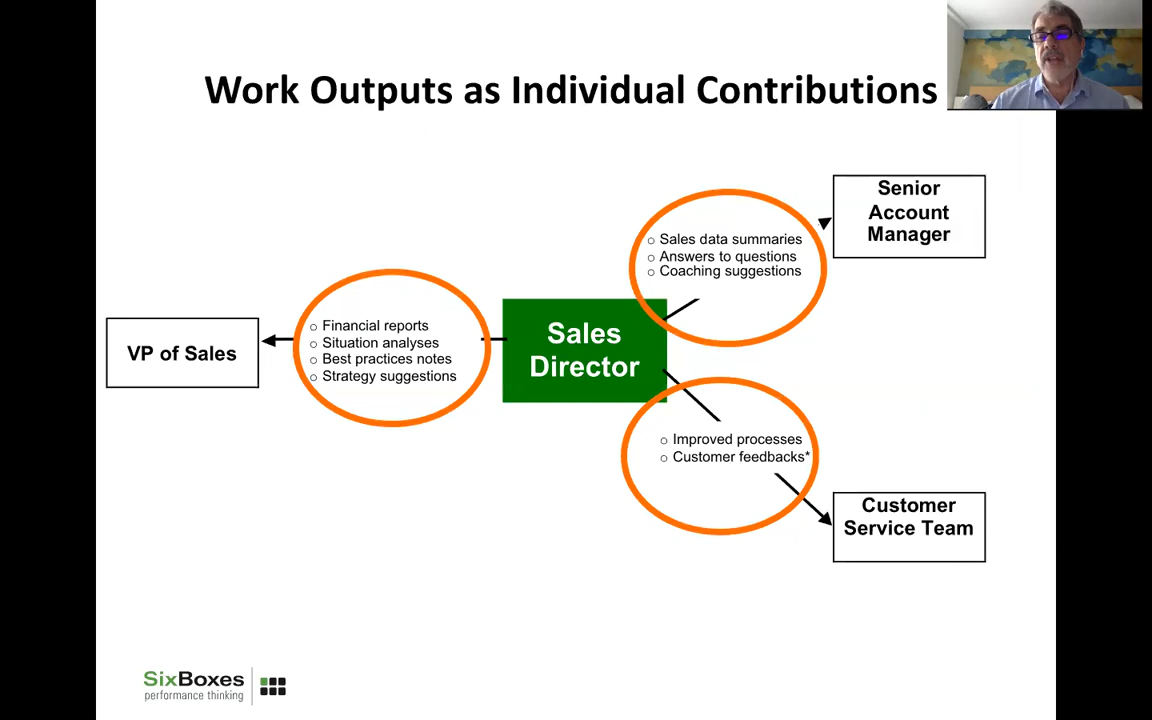 Work Outputs as Individual Contributions
Senior
Account
Manager
○ Sales data summaries
○ Answers to questions
○ Coaching suggestions
VP of Sales
○ Financial reports
○ Situation analyses
○ Best practices notes
○ Strategy suggestions
Sales
Director
○ Improved processes
○ Customer feedbacks*
Customer
Service Team
SixBoxes
performance thinking